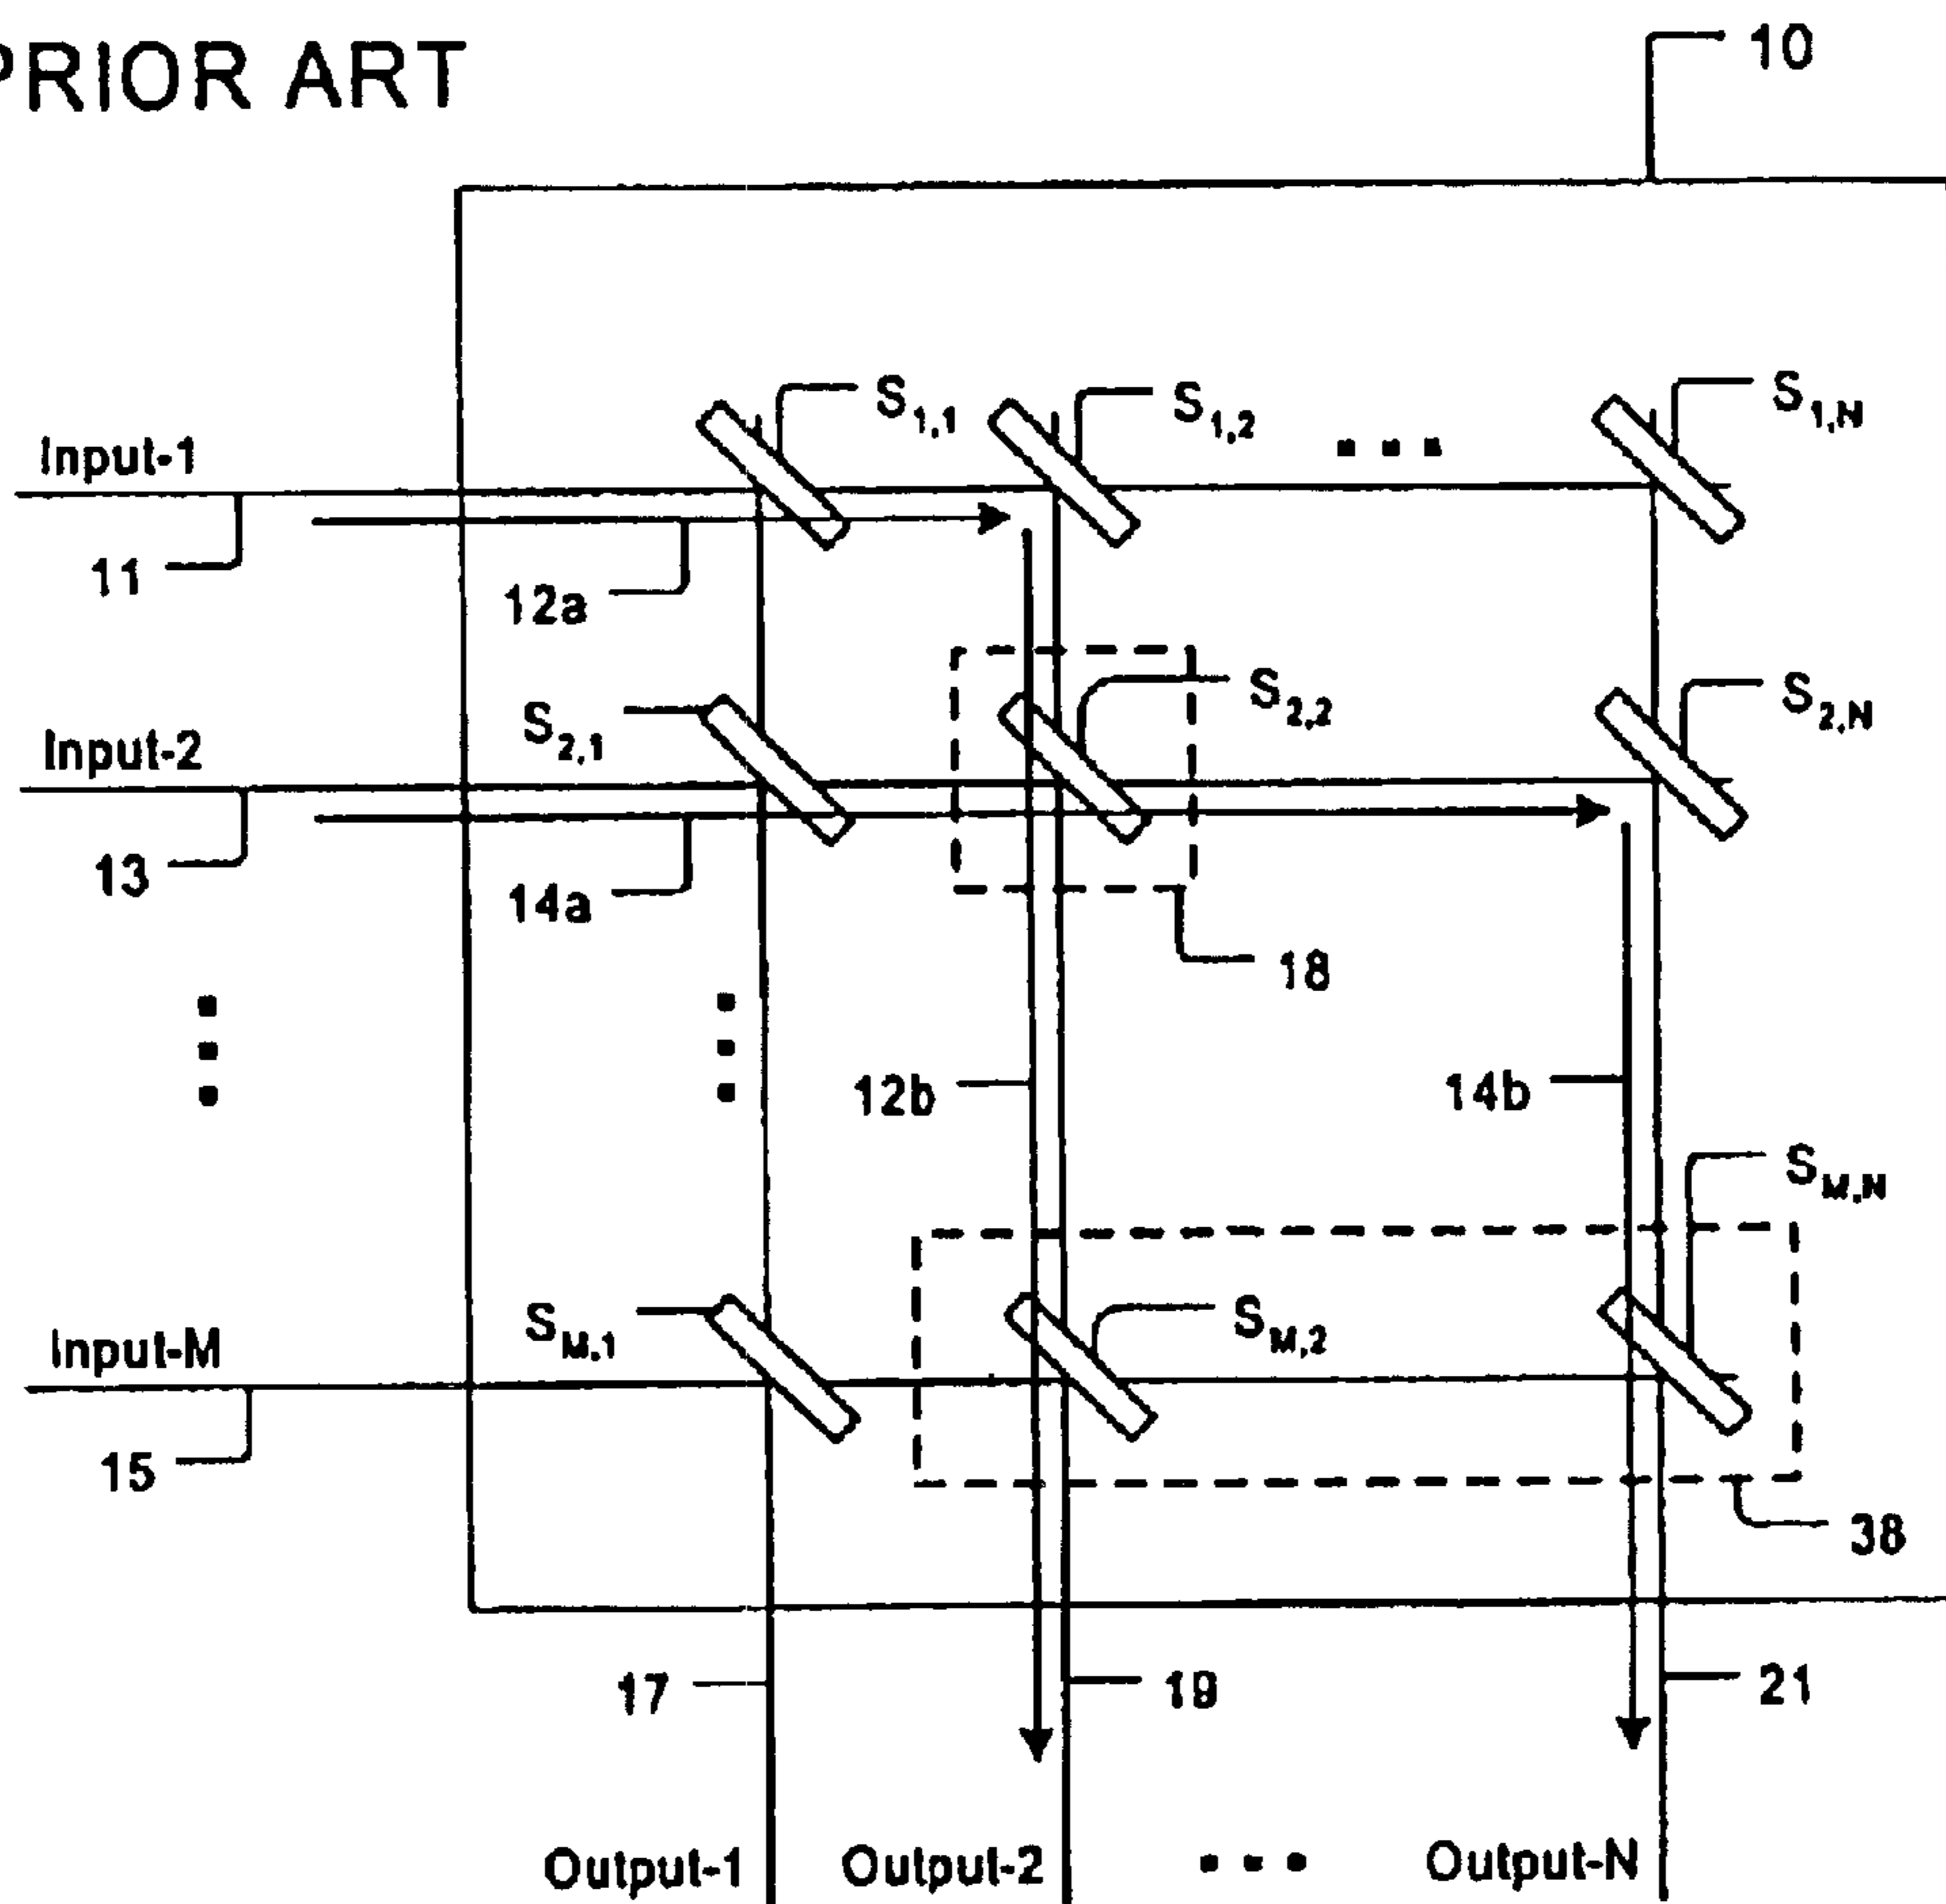 PRIOR ART
10
S1,1
S1,2
S1,N
Input-1
11
12a
S2,1
S2,2
S2,N
Input-2
13
14a
18
12b
14b
SM,N
Input-M
SM,1
SM,2
15
38
17
19
21
Output-1
Output-2
Output-N